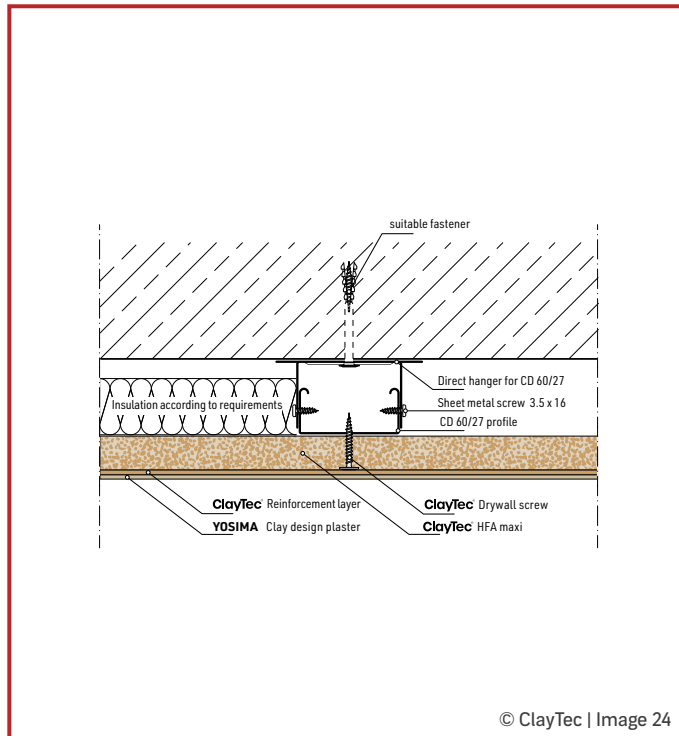 suitable fastener
Direct hanger for CD 60/27
Insulation according to requirements
Sheet metal screw 3.5 x 16
CD 60/27 profile
ClayTec® Reinforcement layer
ClayTec® Drywall screw
YOSIMA Clay design plaster
ClayTec® HFA maxi
© ClayTec | Image 24